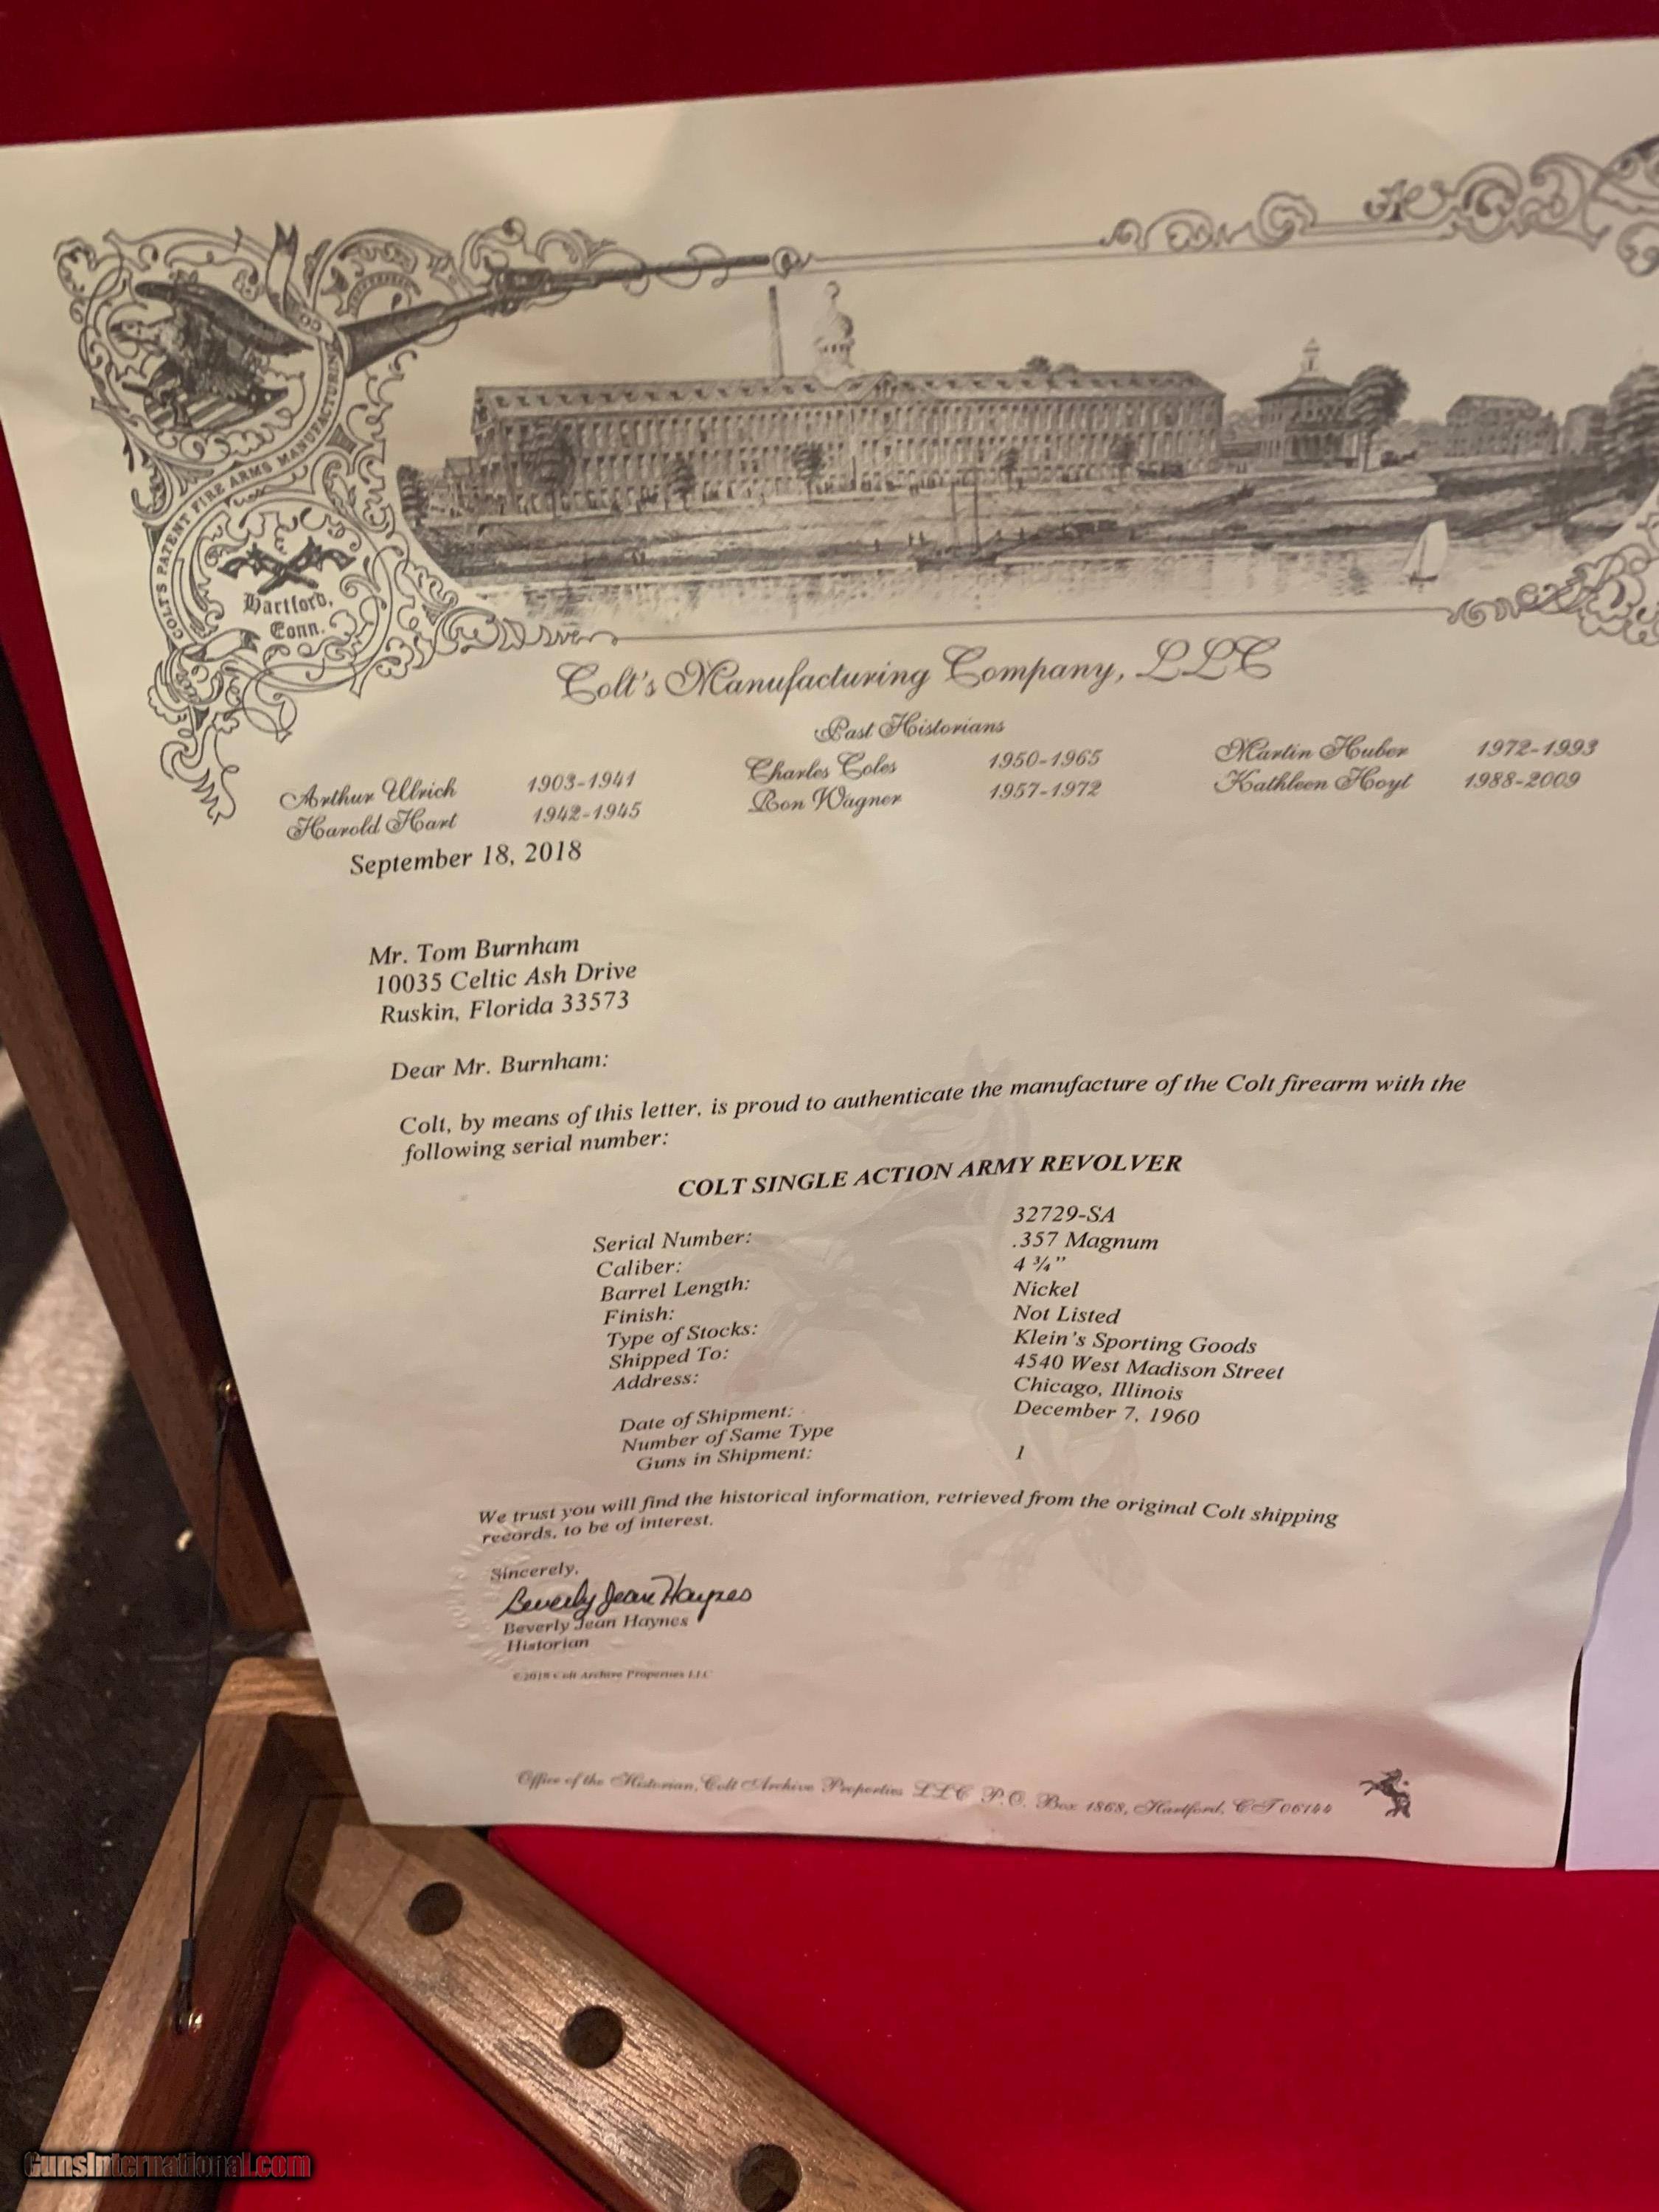 COLT'S PATENT FIRE ARMS MANUFACTURING CO
Hartford,
Conn.
Colt's Manufacturing Company, LLC
Past Historians
Arthur Ulrich 1903-1941 Charles Coles 1950-1965 Martin Huber 1972-1993
Harold Hart 1942-1945 Ron Wagner 1957-1972 Kathleen Hoyt 1988-2009
September 18, 2018
Mr. Tom Burnham
10035 Celtic Ash Drive
Ruskin, Florida 33573
Dear Mr. Burnham:
Colt, by means of this letter, is proud to authenticate the manufacture of the Colt firearm with the
following serial number:
COLT SINGLE ACTION ARMY REVOLVER
Serial Number: 32729-SA
Caliber: .357 Magnum
Barrel Length: 4 ¾"
Finish: Nickel
Type of Stocks: Not Listed
Shipped To: Klein's Sporting Goods
Address: 4540 West Madison Street
Chicago, Illinois
Date of Shipment: December 7, 1960
Number of Same Type
Guns in Shipment: 1
We trust you will find the historical information, retrieved from the original Colt shipping
records, to be of interest.
Sincerely,
Beverly Jean Haynes
Beverly Jean Haynes
Historian
©2018 Colt Archive Properties LLC
Office of the Historian, Colt Archive Properties LLC P.O. Box 1868, Hartford, CT 06144
GunsInternational.com